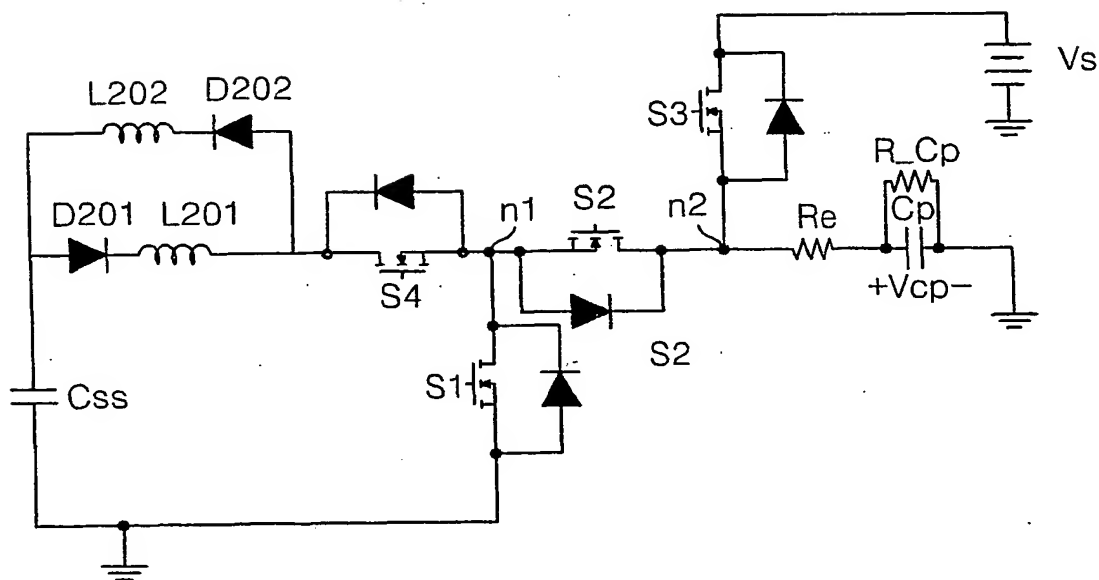 Vs
L202 D202
S3
R_Cp
D201 L201
n1
S2
n2
Re
Cp
+Vcp-
S4
S2
S1
Css